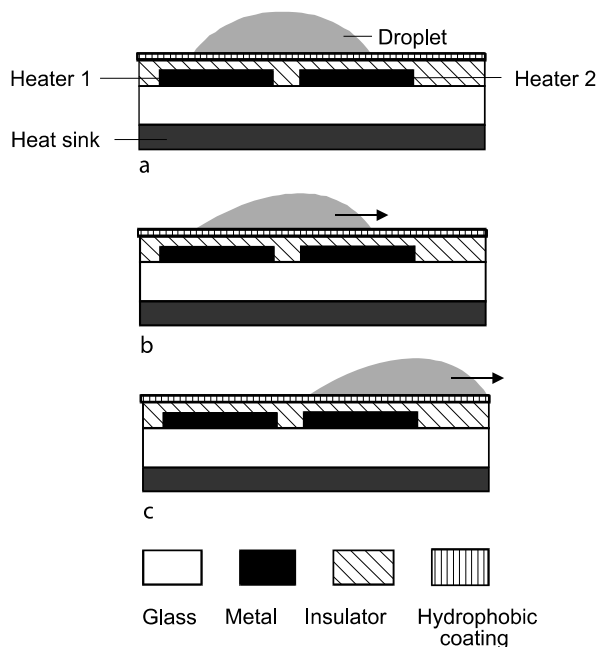 Droplet
Heater 1
Heater 2
Heat sink
a
b
c
Glass
Metal
Insulator
Hydrophobic
coating